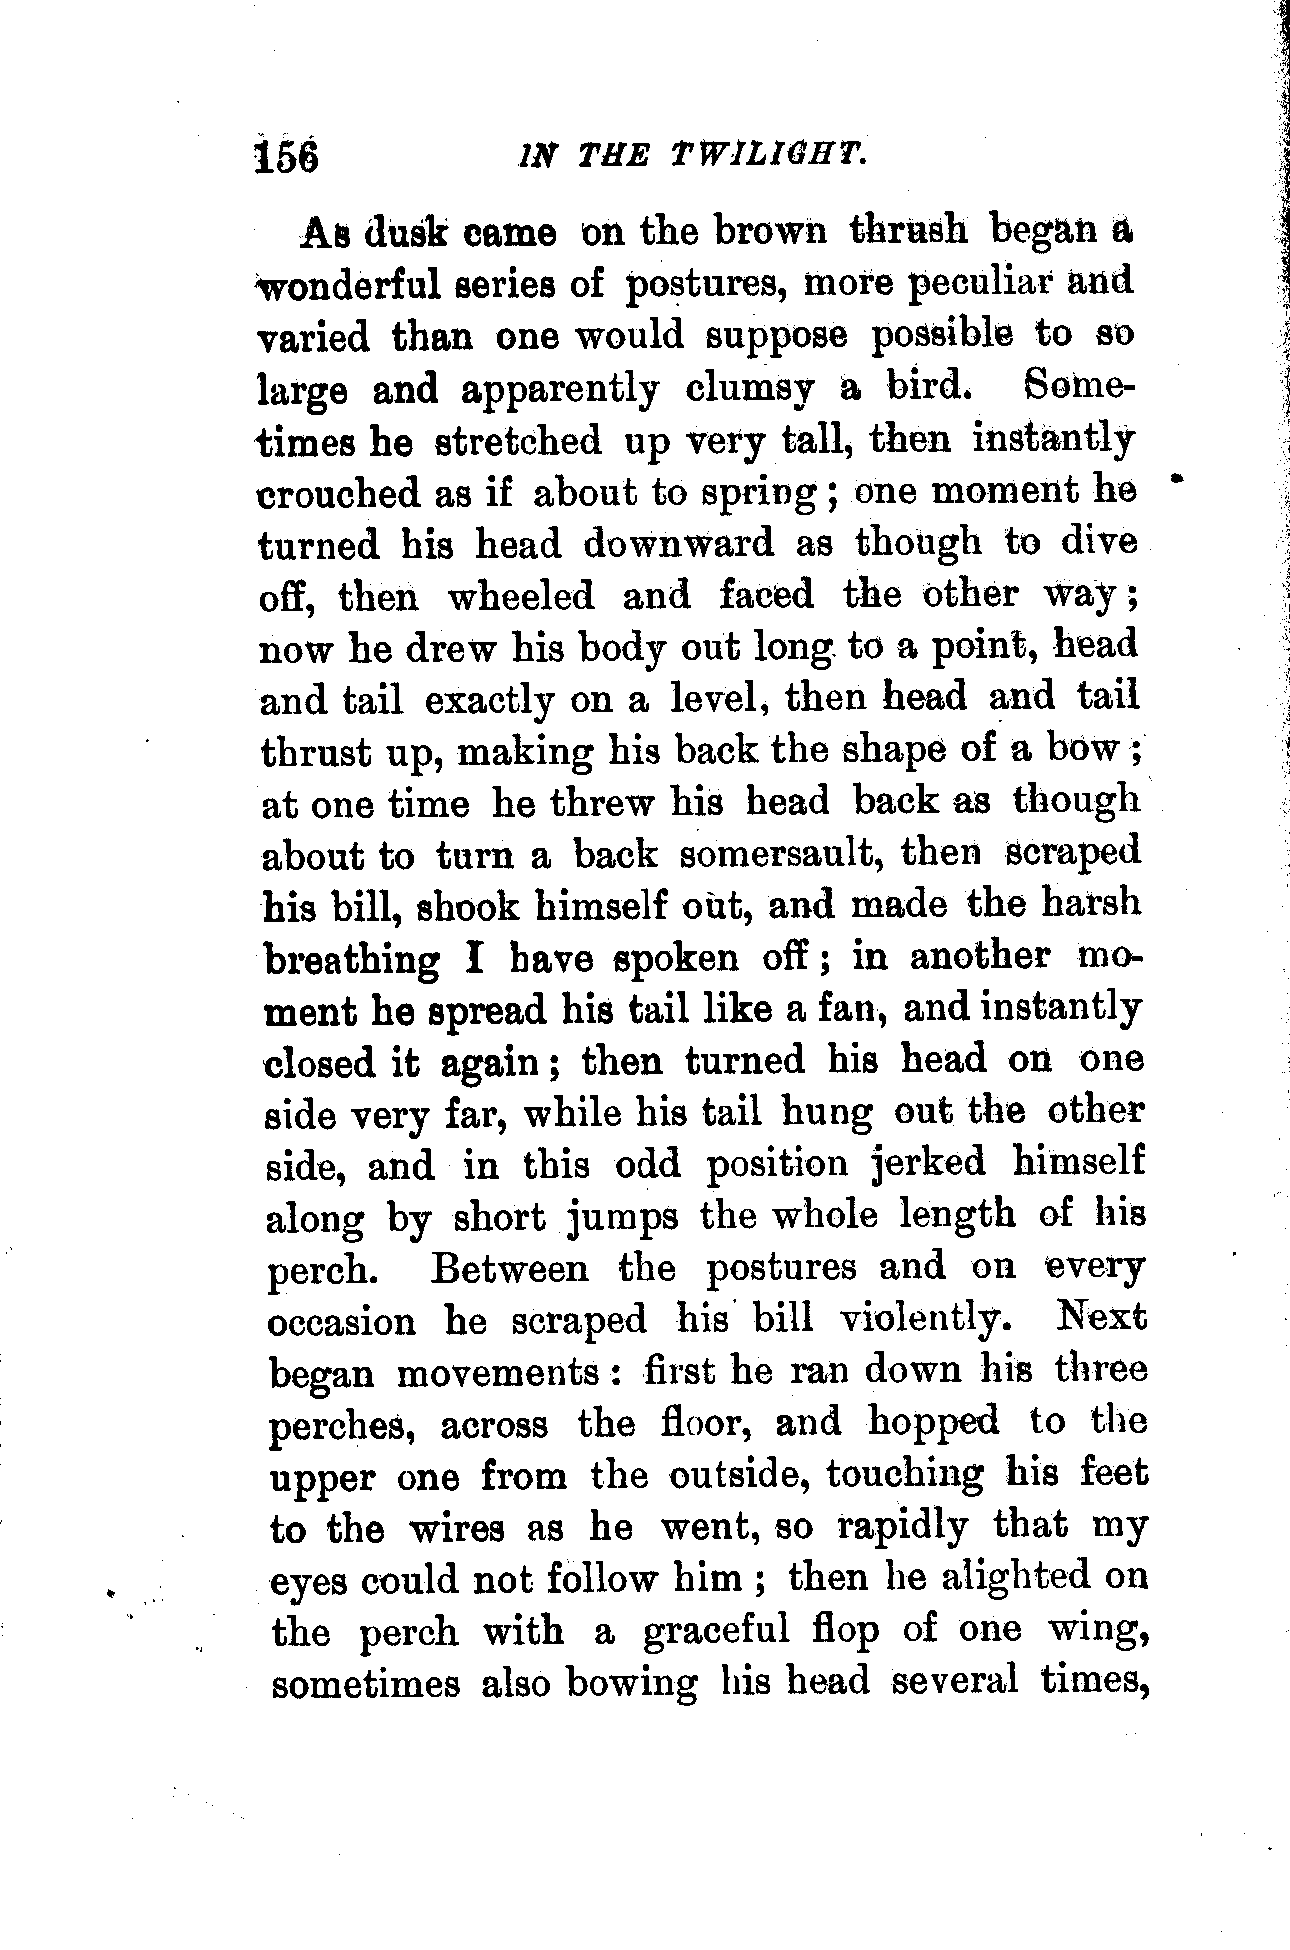 156 IN THE TWILIGHT.
As dusk came on the brown thrush began a
wonderful series of postures, more peculiar and
varied than one would suppose possible to so
large and apparently clumsy a bird. Some-
times he stretched up very tall, then instantly
crouched as if about to spring; one moment he
turned his head downward as though to dive
off, then wheeled and faced the other way;
now he drew his body out long to a point, head
and tail exactly on a level, then head and tail
thrust up, making his back the shape of a bow;
at one time he threw his head back as though
about to turn a back somersault, then scraped
his bill, shook himself out, and made the harsh
breathing I have spoken off; in another mo-
ment he spread his tail like a fan, and instantly
closed it again; then turned his head on one
side very far, while his tail hung out the other
side, and in this odd position jerked himself
along by short jumps the whole length of his
perch. Between the postures and on every
occasion he scraped his bill violently. Next
began movements: first he ran down his three
perches, across the floor, and hopped to the
upper one from the outside, touching his feet
to the wires as he went, so rapidly that my
eyes could not follow him; then he alighted on
the perch with a graceful flop of one wing,
sometimes also bowing his head several times,